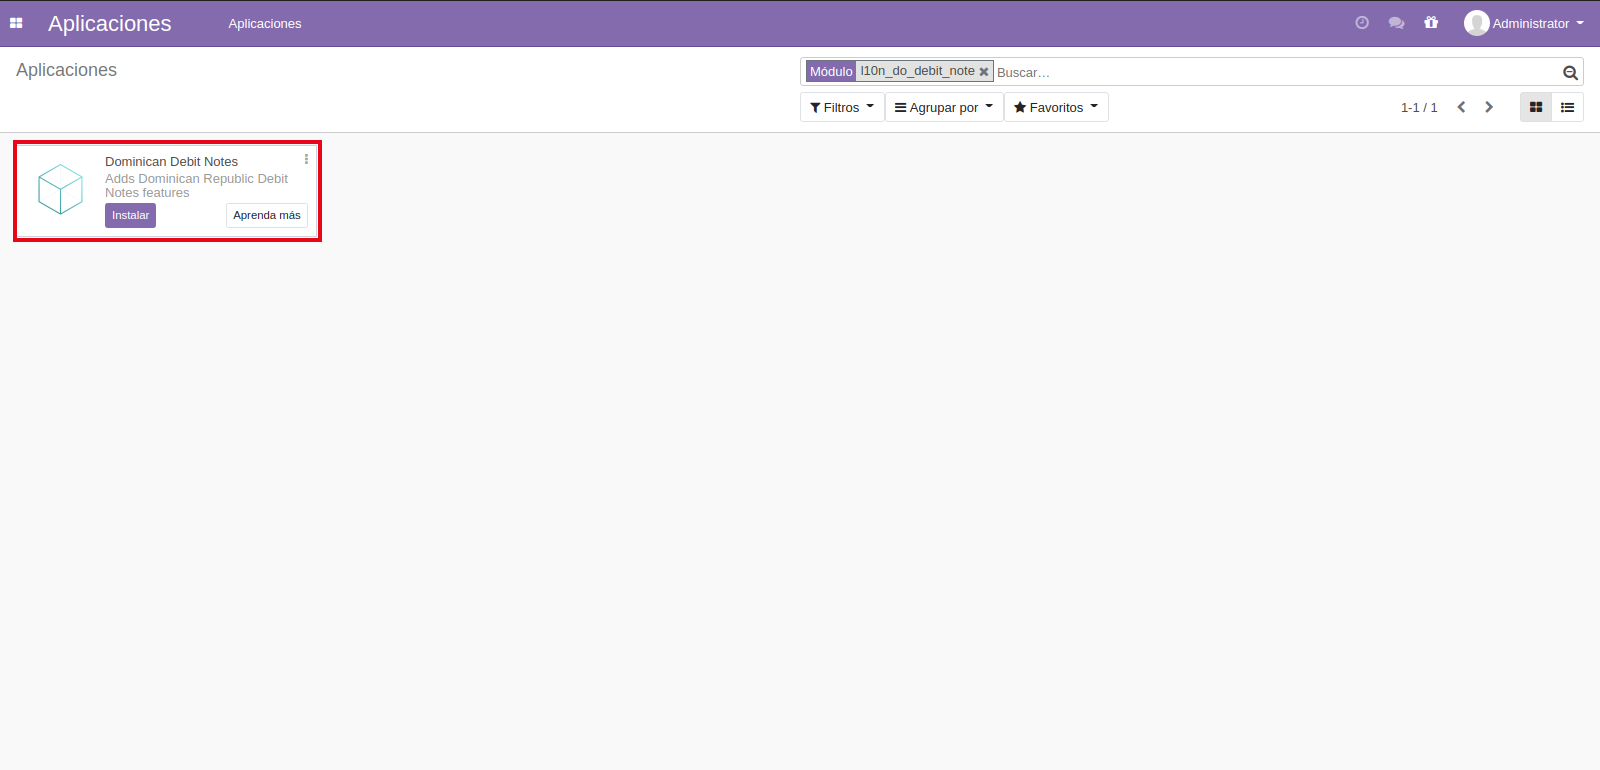 Aplicaciones
Aplicaciones
Administrator
Aplicaciones
Módulo l10n_do_debit_note Buscar...
Filtros Agrupar por Favoritos
1-1 / 1
Dominican Debit Notes
Adds Dominican Republic Debit
Notes features
Instalar Aprenda más